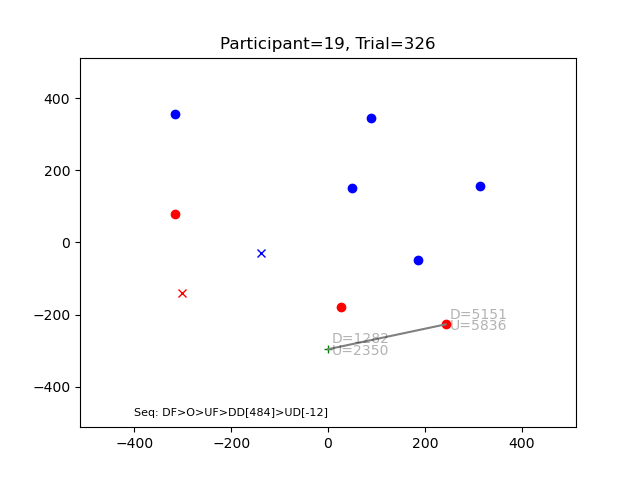 Participant=19, Trial=326
400
200
0
−200
−400
D=5151
U=5836
D=1282
U=2350
Seq: DF>O>UF>DD[484]>UD[-12]
−400
−200
0
200
400